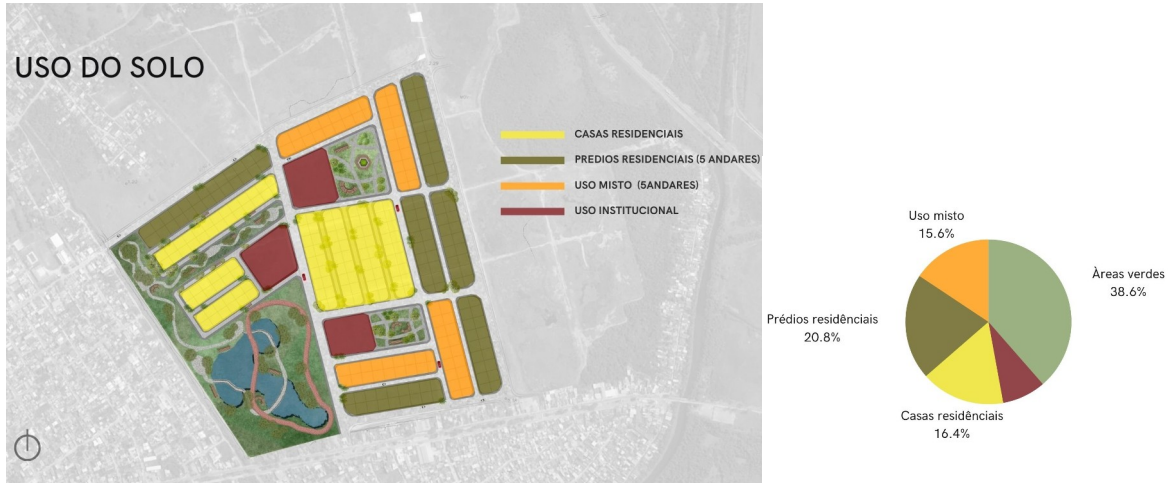 USO DO SOLO
CASAS RESIDENCIAIS
PREDIOS RESIDENCIAIS (5 ANDARES)
USO MISTO (5ANDARES)
USO INSTITUCIONAL
Uso misto
15.6%
Àreas verdes
38.6%
Prédios residênciais
20.8%
Casas residênciais
16.4%